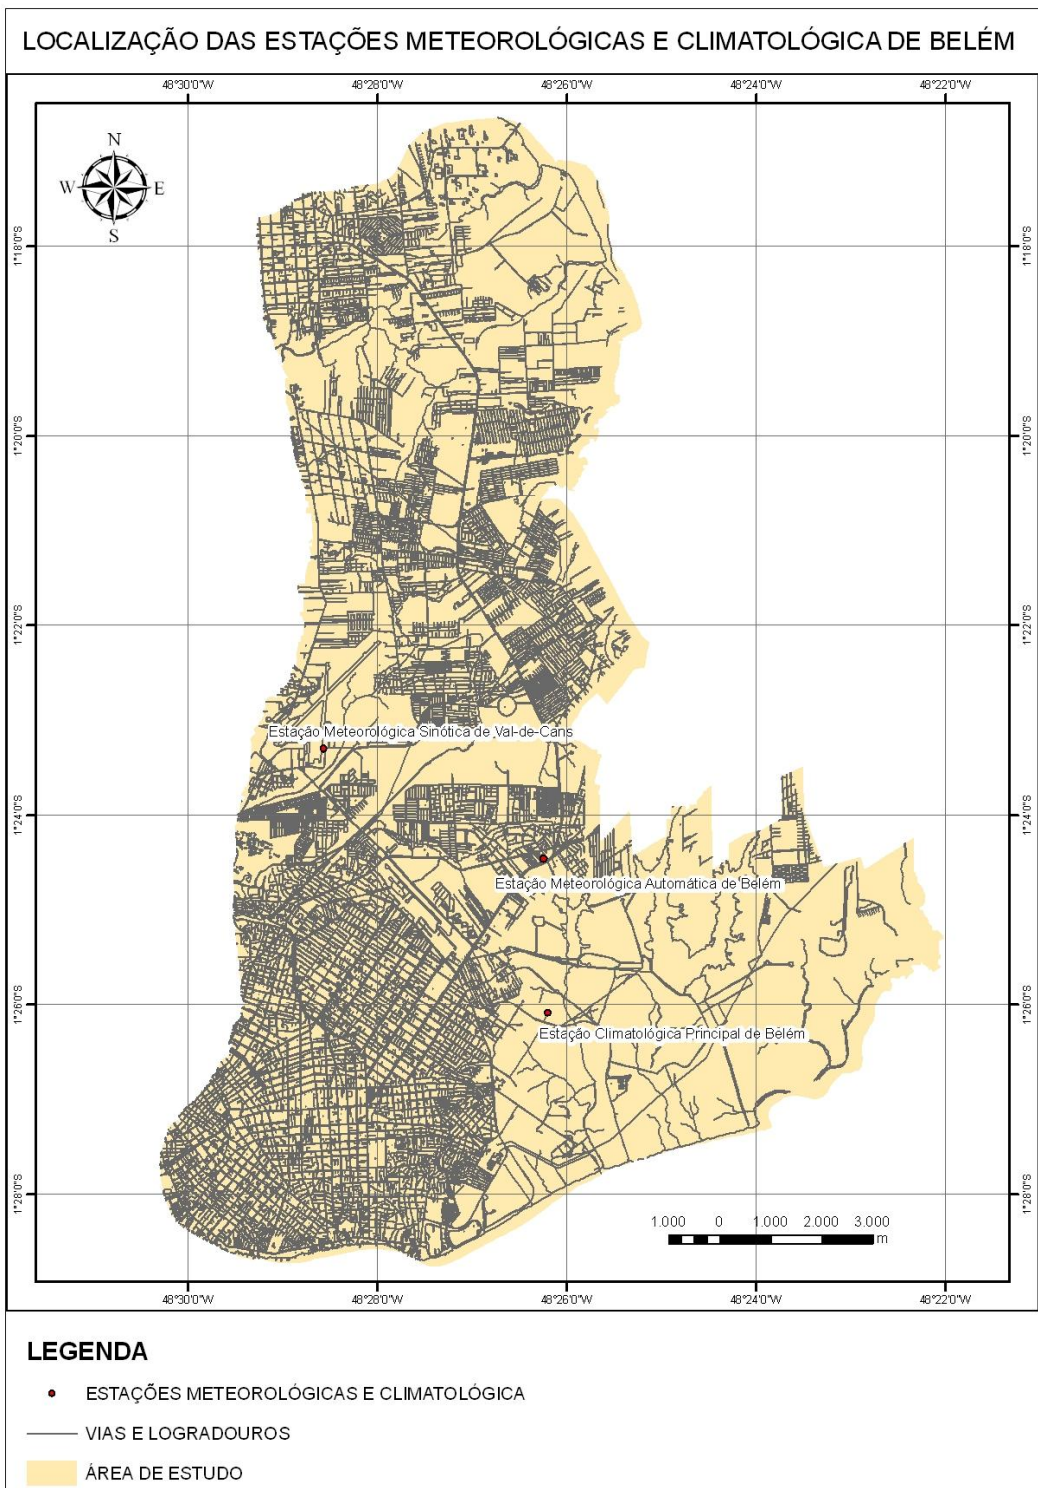 LOCALIZAÇÃO DAS ESTAÇÕES METEOROLÓGICAS E CLIMATOLÓGICA DE BELÉM
48°30'0"W 48°28'0"W 48°26'0"W 48°24'0"W 48°22'0"W
N
W E
S
1°18'0"S 1°18'0"S
1°20'0"S 1°20'0"S
1°22'0"S 1°22'0"S
Estação Meteorológica Sinótica de Val-de-Cans
1°24'0"S 1°24'0"S
Estação Meteorológica Automática de Belém
1°26'0"S 1°26'0"S
Estação Climatológica Principal de Belém
1°28'0"S 1°28'0"S
1.000 0 1.000 2.000 3.000
m
48°30'0"W 48°28'0"W 48°26'0"W 48°24'0"W 48°22'0"W
LEGENDA
ESTAÇÕES METEOROLÓGICAS E CLIMATOLÓGICA
VIAS E LOGRADOUROS
ÁREA DE ESTUDO